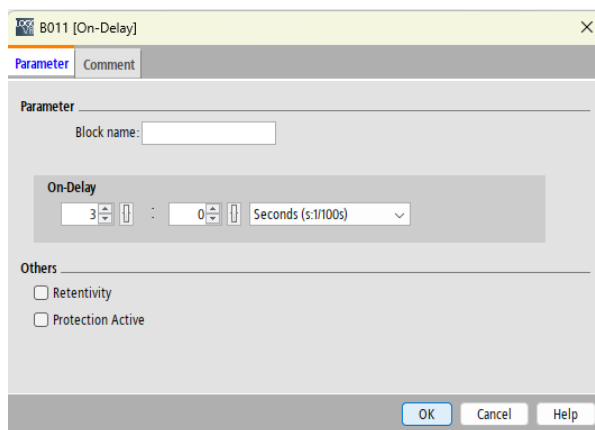 B011 [On-Delay]
Parameter Comment
Parameter
Block name:
On-Delay
3 : 0 Seconds (s:1/100s)
Others
Retentivity
Protection Active
OK Cancel Help